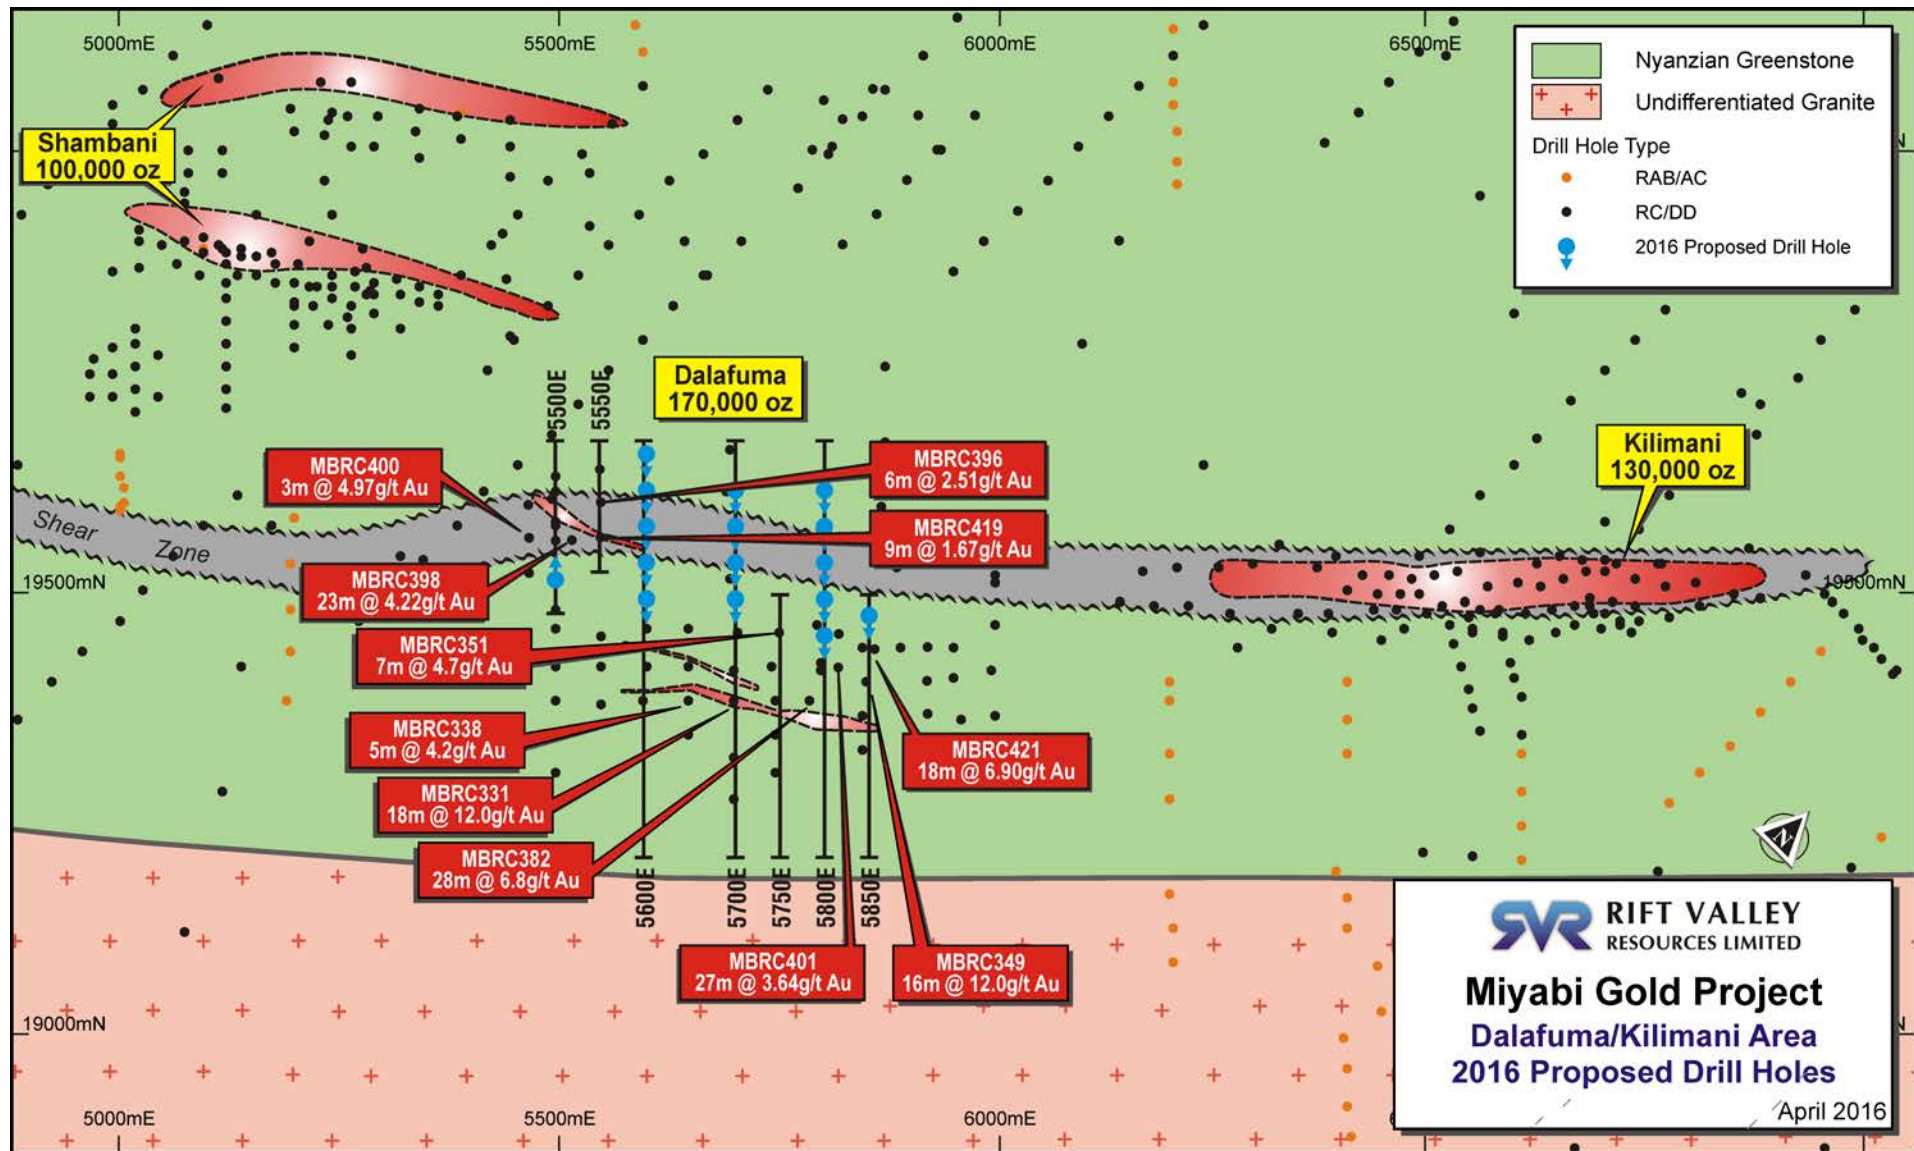 5000mE
5500mE
6000mE
6500mE
Nyanzian Greenstone
Undifferentiated Granite
Drill Hole Type
RAB/AC
RC/DD
2016 Proposed Drill Hole
Shambani
100,000 oz
Dalafuma
170,000 oz
Kilimani
130,000 oz
5500E
5550E
MBRC400
3m @ 4.97g/t Au
MBRC396
6m @ 2.51g/t Au
MBRC419
9m @ 1.67g/t Au
Shear
Zone
19500mN
19500mN
MBRC398
23m @ 4.22g/t Au
MBRC351
7m @ 4.7g/t Au
MBRC338
5m @ 4.2g/t Au
MBRC421
18m @ 6.90g/t Au
MBRC331
18m @ 12.0g/t Au
MBRC382
28m @ 6.8g/t Au
N
5600E
5700E
5750E
5800E
5850E
MBRC401
27m @ 3.64g/t Au
MBRC349
16m @ 12.0g/t Au
19000mN
RIFT VALLEY
RESOURCES LIMITED
Miyabi Gold Project
Dalafuma/Kilimani Area
2016 Proposed Drill Holes
April 2016
5000mE
5500mE
6000mE